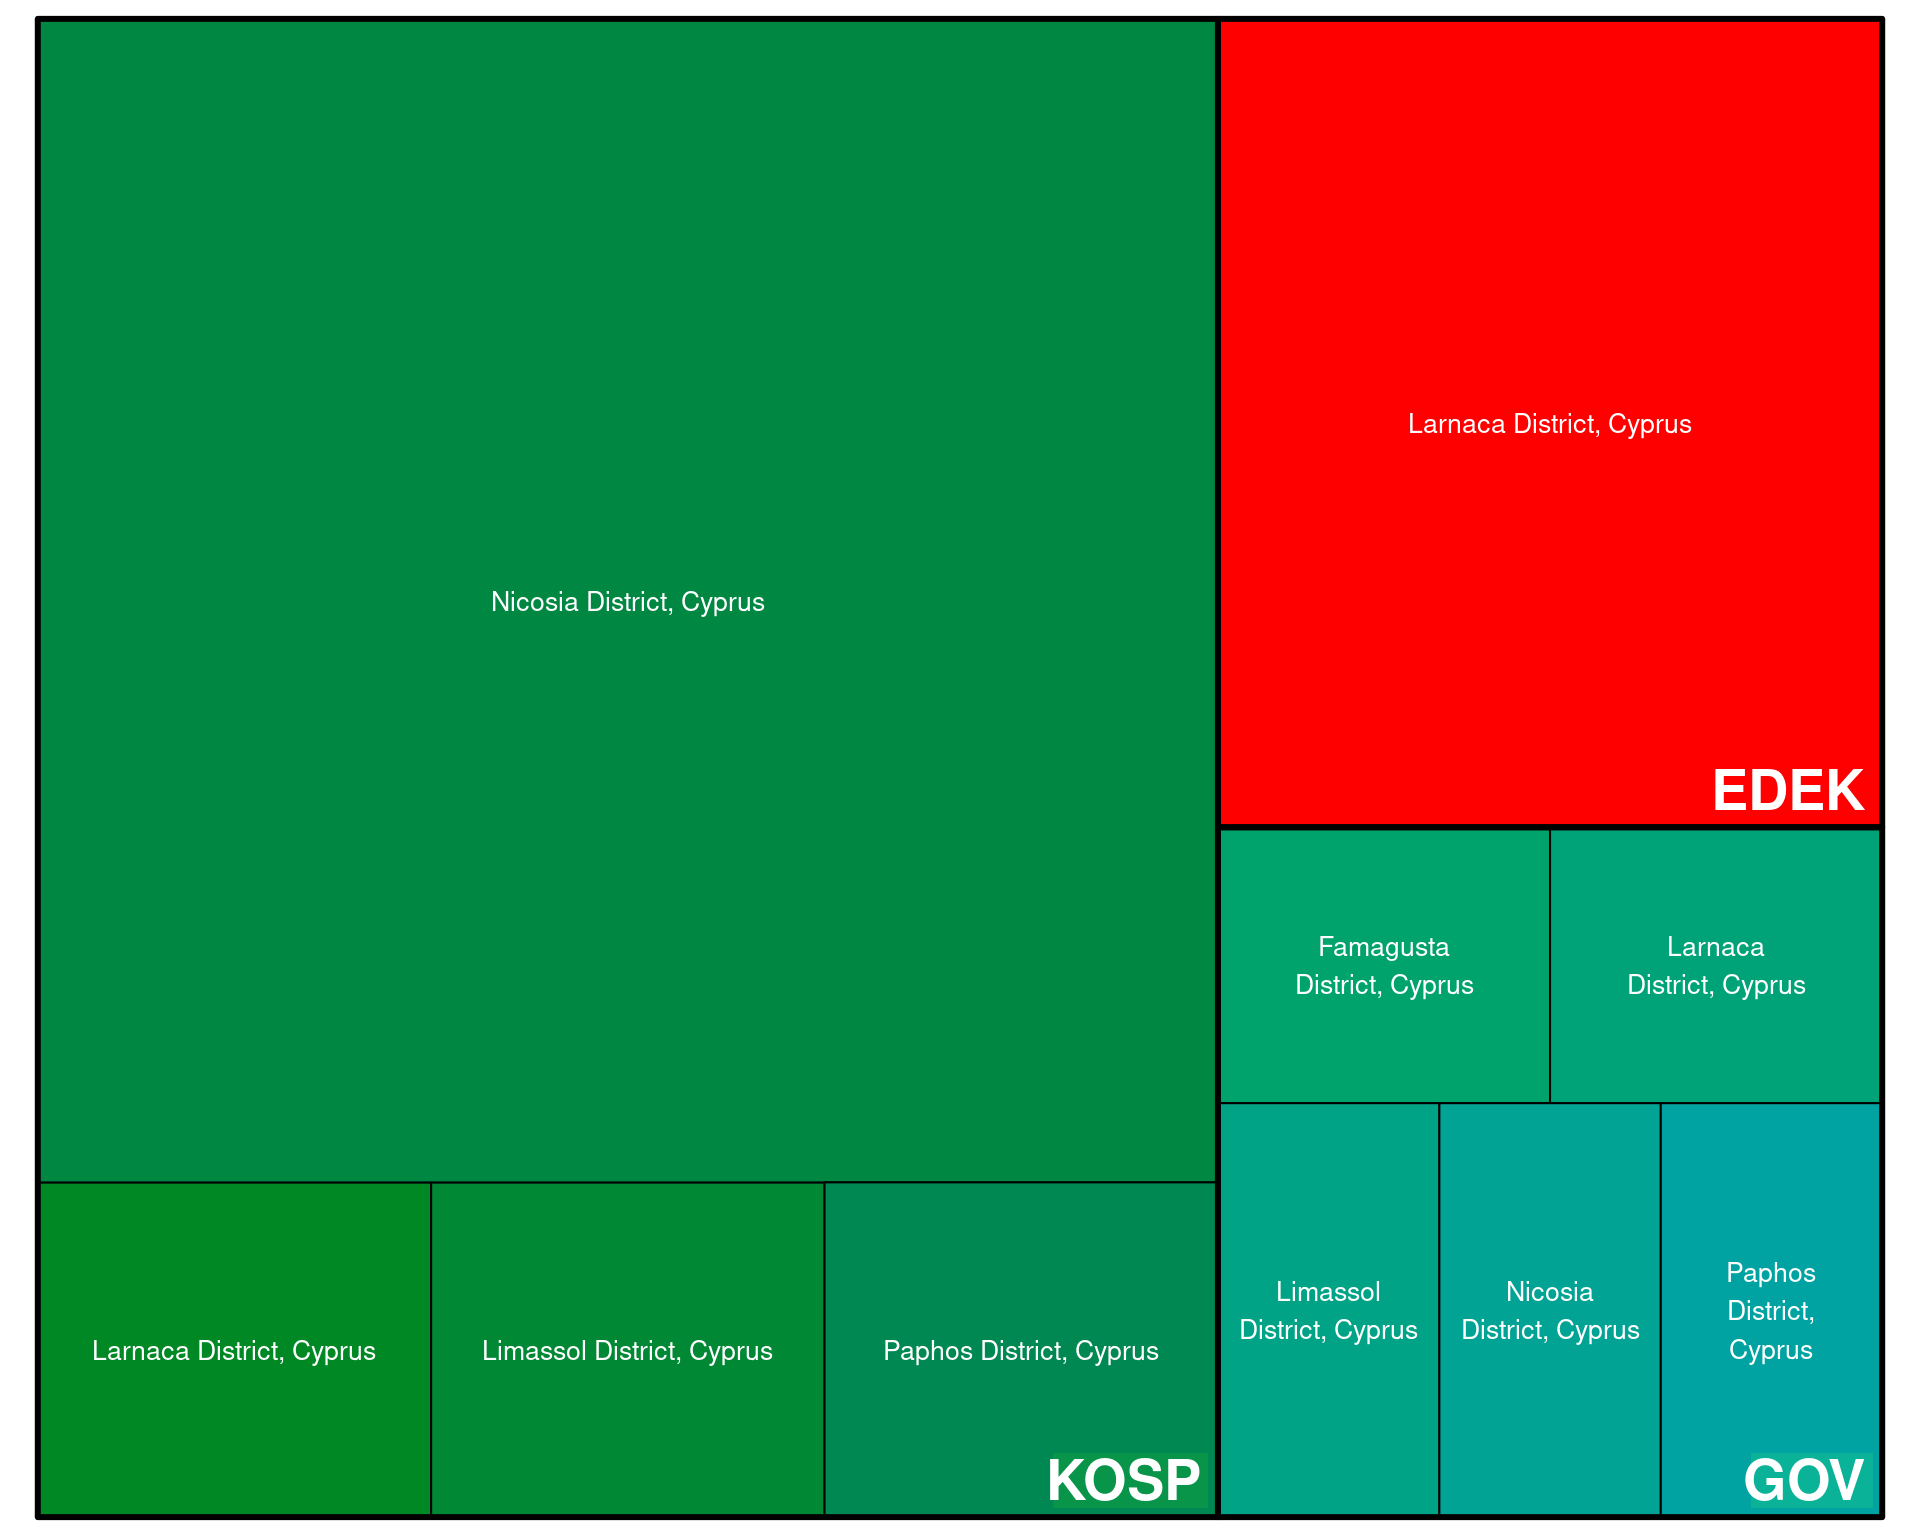 Nicosia District, Cyprus
Larnaca District, Cyprus
Limassol District, Cyprus
Paphos District, Cyprus
KOSP
Larnaca District, Cyprus
EDEK
Famagusta
District, Cyprus
Larnaca
District, Cyprus
Limassol
District, Cyprus
Nicosia
District, Cyprus
Paphos
District,
Cyprus
GOV